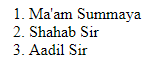 1. Ma'am Summaya
2. Shahab Sir
3. Aadil Sir